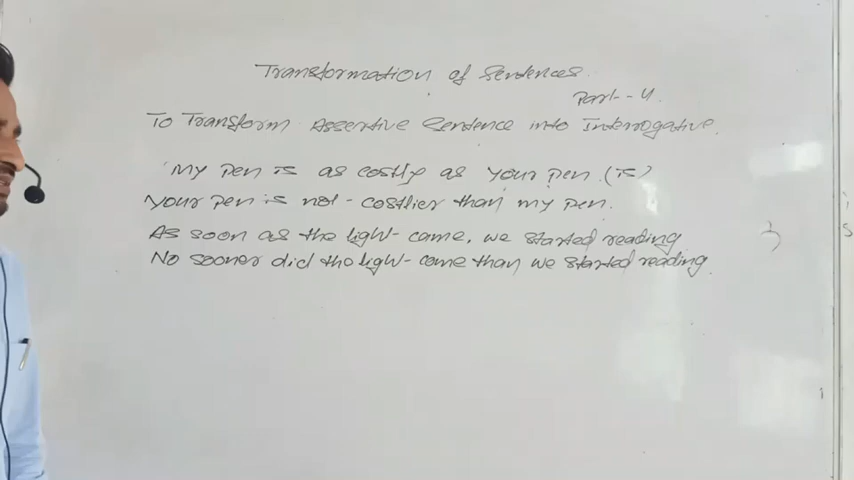 Transformation of Sentences
Part - 4.
To Transform Assertive Sentence into Interrogative.
My pen is as costly as your pen (is)
Your pen is not costlier than my pen.
As soon as the light came, we started reading
No sooner did the light come than we started reading.